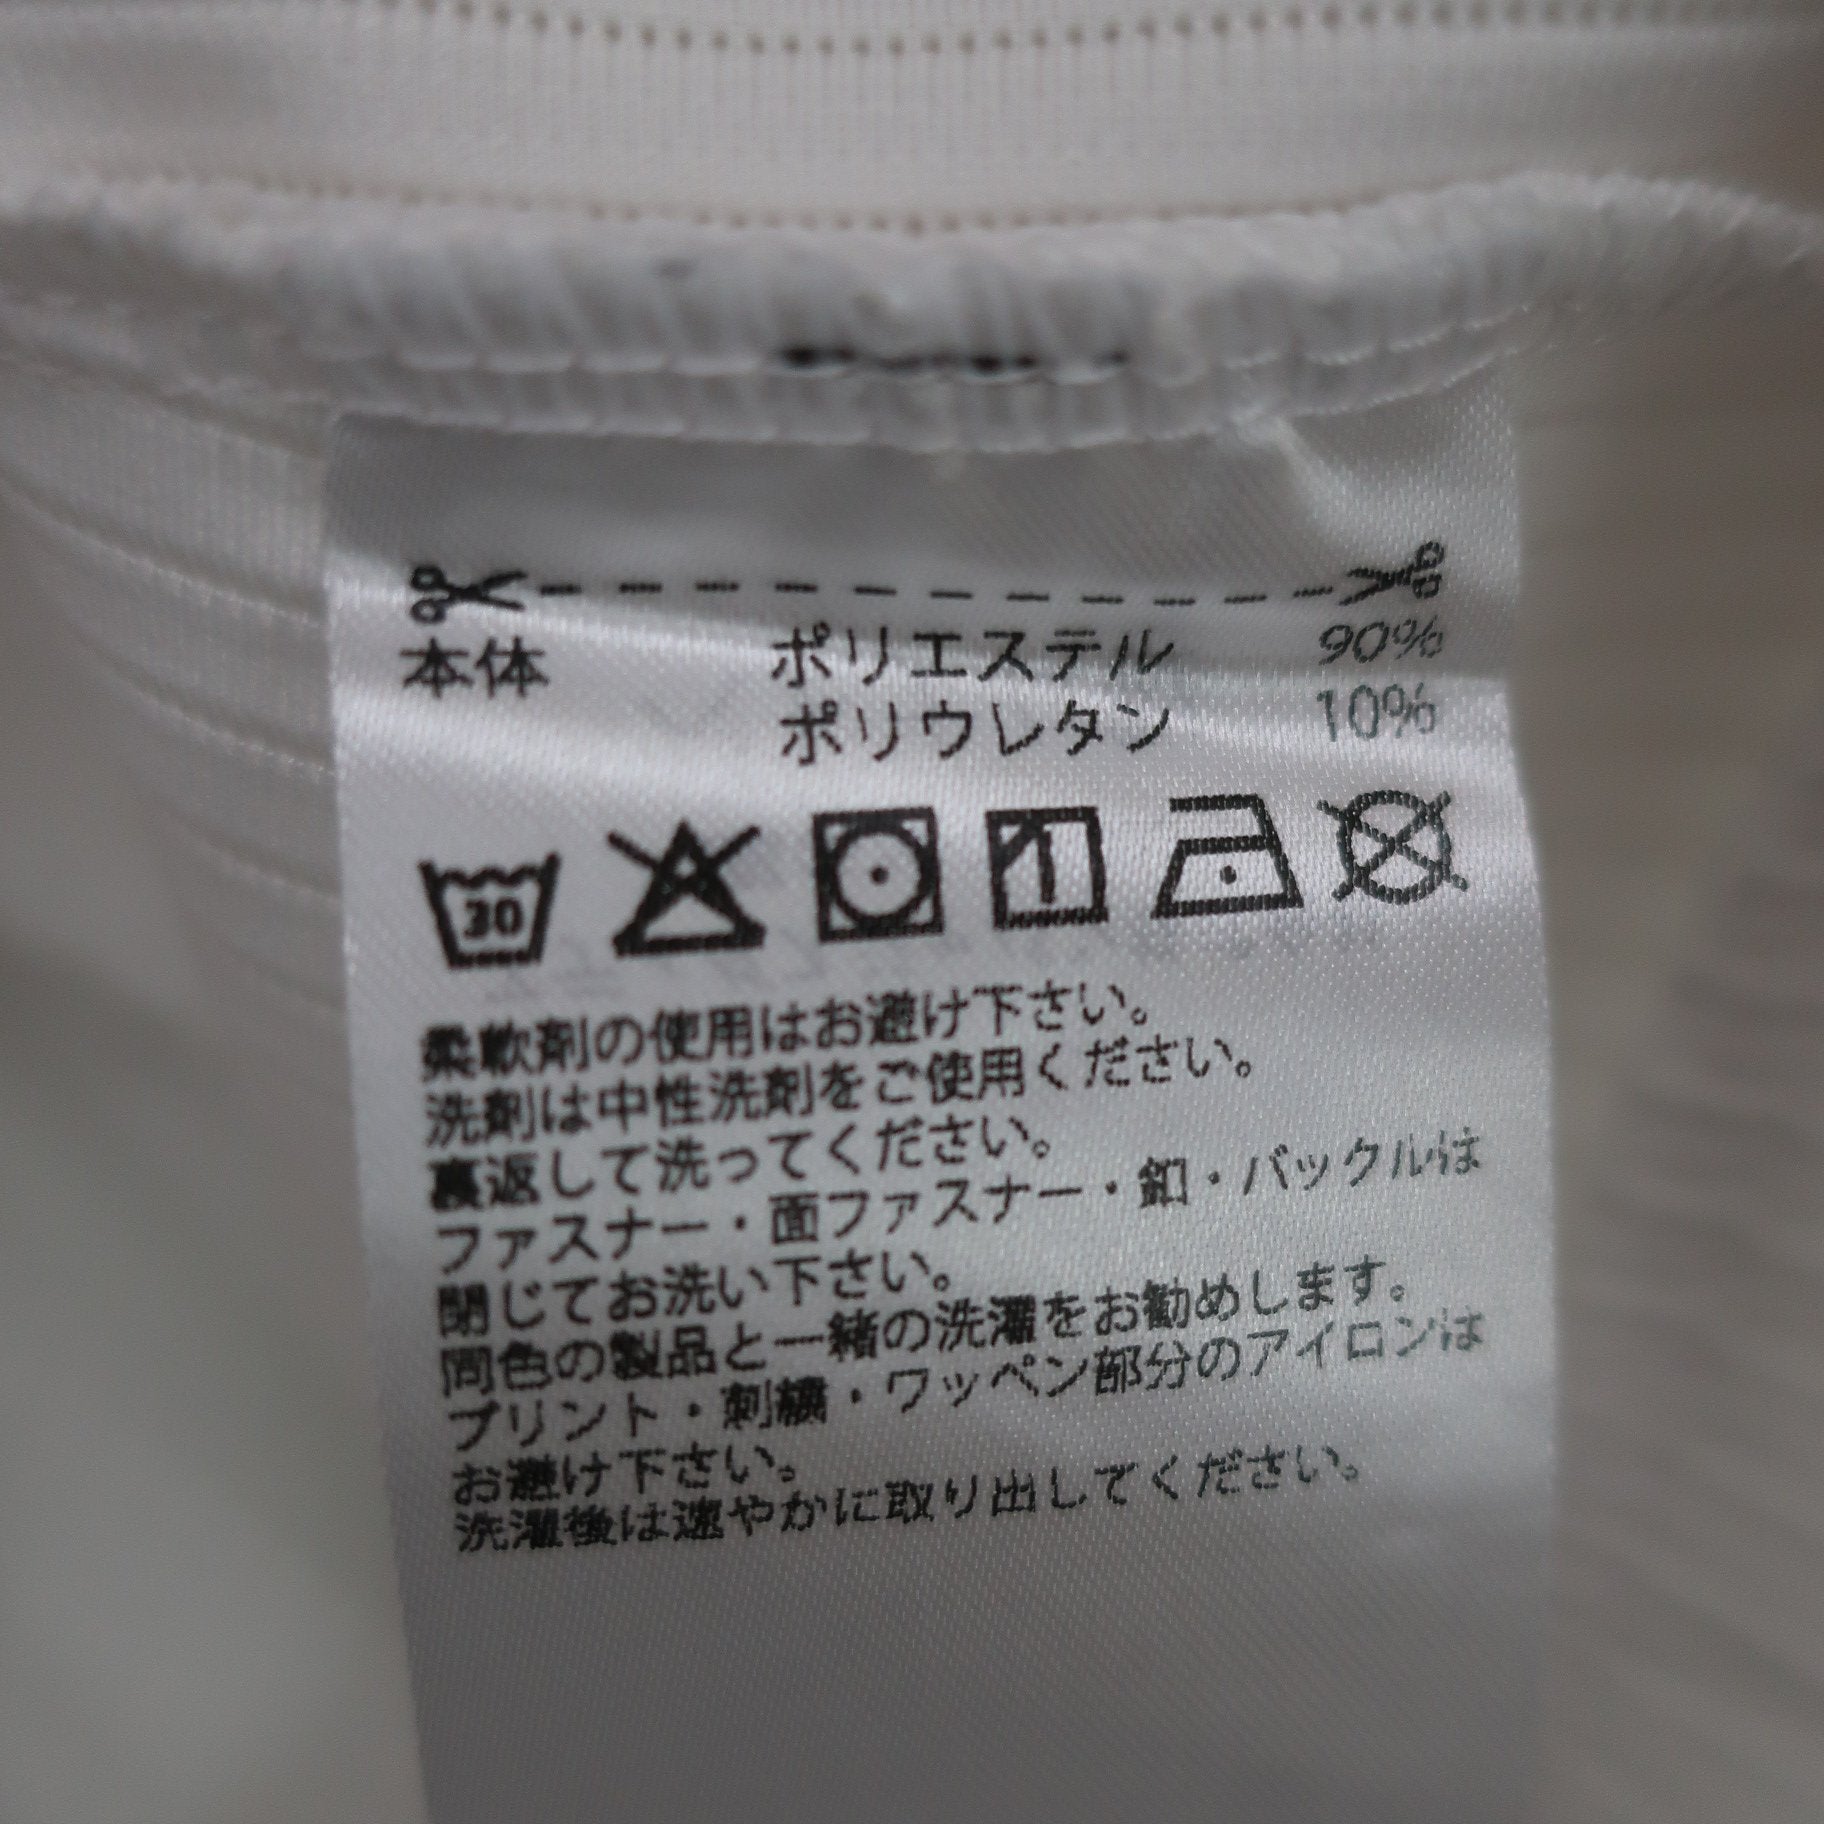 本体 ポリエステル 90%
ポリウレタン 10%
30
柔軟剤の使用はお避け下さい。
洗剤は中性洗剤をご使用ください。
裏返して洗ってください。
ファスナー・面ファスナー・釦・バックルは
閉じてお洗い下さい。
同色の製品と一緒の洗濯をお勧めします。
プリント・刺繍・ワッペン部分のアイロンは
お避け下さい。
洗濯後は速やかに取り出してください。